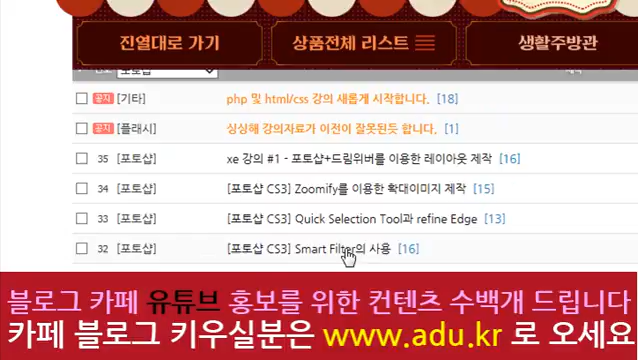 진열대로 가기 상품전체 리스트 생활주방관
포토샵
공지 [기타] php 및 html/css 강의 새롭게 시작합니다. [18]
공지 [플래시] 싱싱해 강의자료가 이전이 잘못된듯 합니다. [1]
35 [포토샵] xe 강의 #1 - 포토샵+드림위버를 이용한 레이아웃 제작 [16]
34 [포토샵] [포토샵 CS3] Zoomify를 이용한 확대이미지 제작 [15]
33 [포토샵] [포토샵 CS3] Quick Selection Tool과 refine Edge [13]
32 [포토샵] [포토샵 CS3] Smart Filter의 사용 [16]
블로그 카페 유튜브 홍보를 위한 컨텐츠 수백개 드립니다
카페 블로그 키우실분은 www.adu.kr 로 오세요